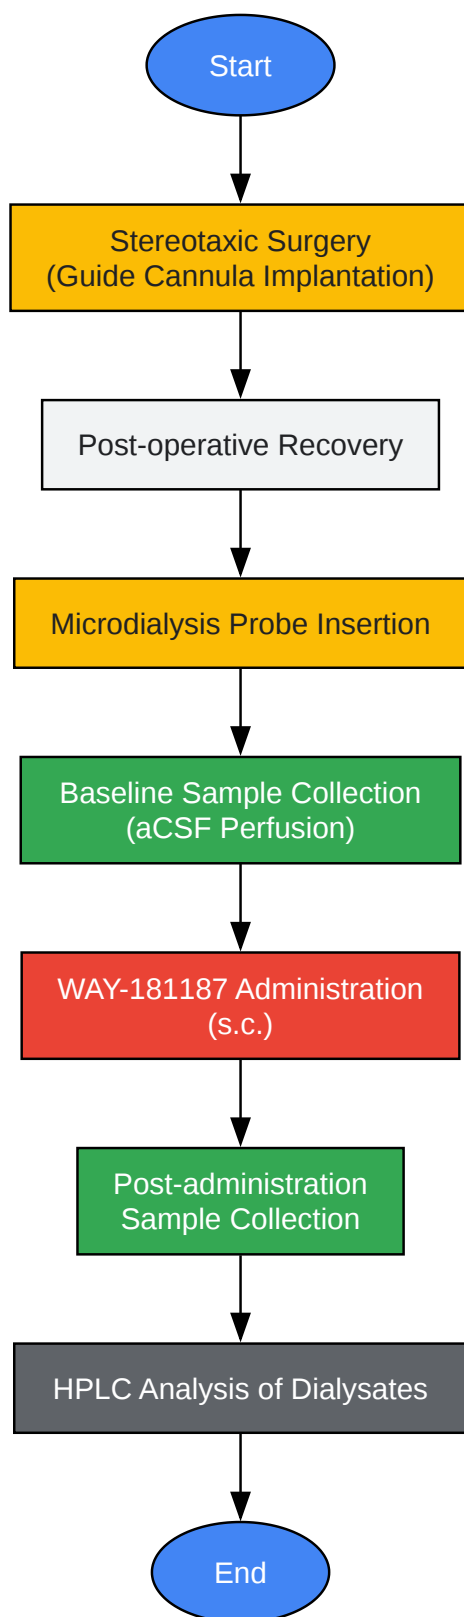 Start
Stereotaxic Surgery
(Guide Cannula Implantation)
Post-operative Recovery
Microdialysis Probe Insertion
Baseline Sample Collection
(aCSF Perfusion)
WAY-181187 Administration
(s.c.)
Post-administration
Sample Collection
HPLC Analysis of Dialysates
End